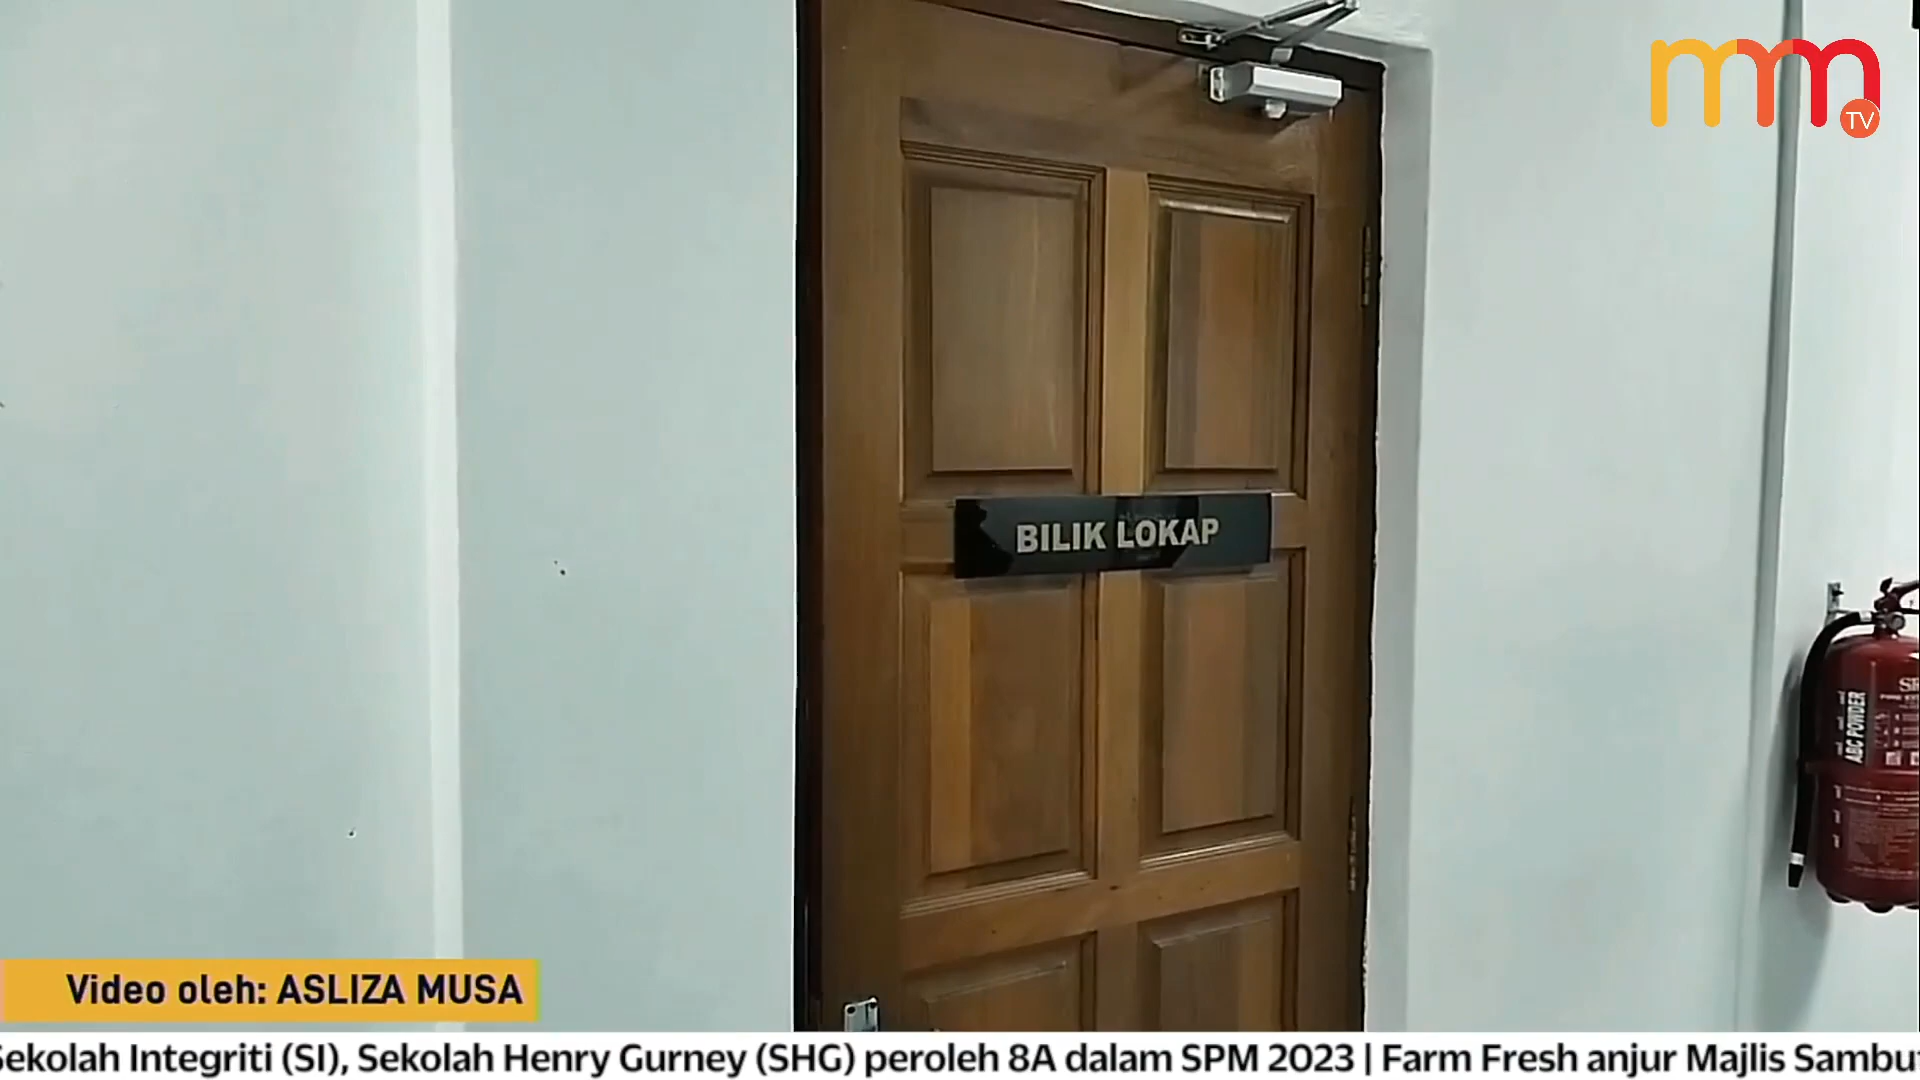 mm
TV
BILIK LOKAP
ABC POWDER
Video oleh: ASLIZA MUSA
Sekolah Integriti (SI), Sekolah Henry Gurney (SHG) peroleh 8A dalam SPM 2023 | Farm Fresh anjur Majlis Sambut